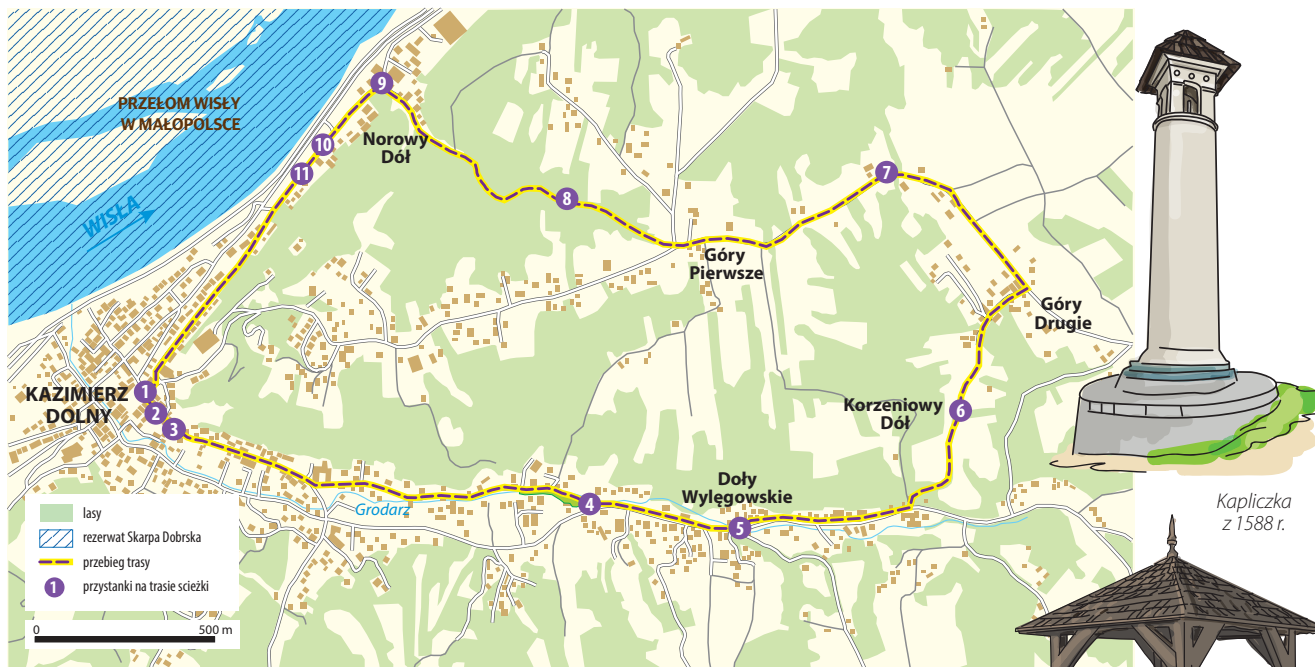 PRZEŁOM WISŁY
W MAŁOPOLSCE
WISŁA
9
10
11
Norowy
Dół
8
7
Góry
Pierwsze
Góry
Drugie
KAZIMIERZ
DOLNY
1
2
3
Korzeniowy
Dół
6
Doły
Wylęgowskie
Grodarz
4
5
lasy
rezerwat Skarpa Dobrska
przebieg trasy
1 przystanki na trasie scieżki
0 500 m
Kapliczka
z 1588 r.